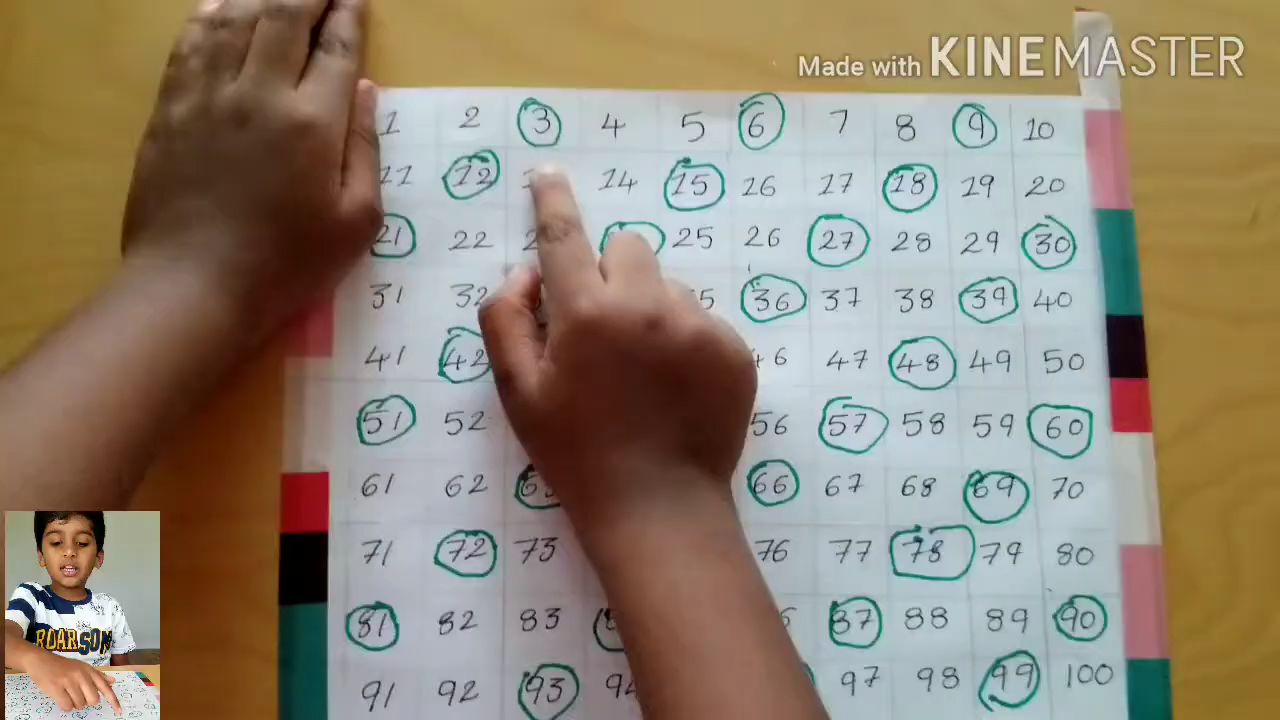 Made with KINEMASTER
1 2 3 4 5 6 7 8 9 10
11 12 14 15 16 17 18 19 20
21 22 25 26 27 28 29 30
31 32 36 37 38 39 40
41 42 46 47 48 49 50
51 52 56 57 58 59 60
61 62 66 67 68 69 70
71 72 73 76 77 78 79 80
81 82 83 87 88 89 90
91 92 93 97 98 99 100
ROARSOM